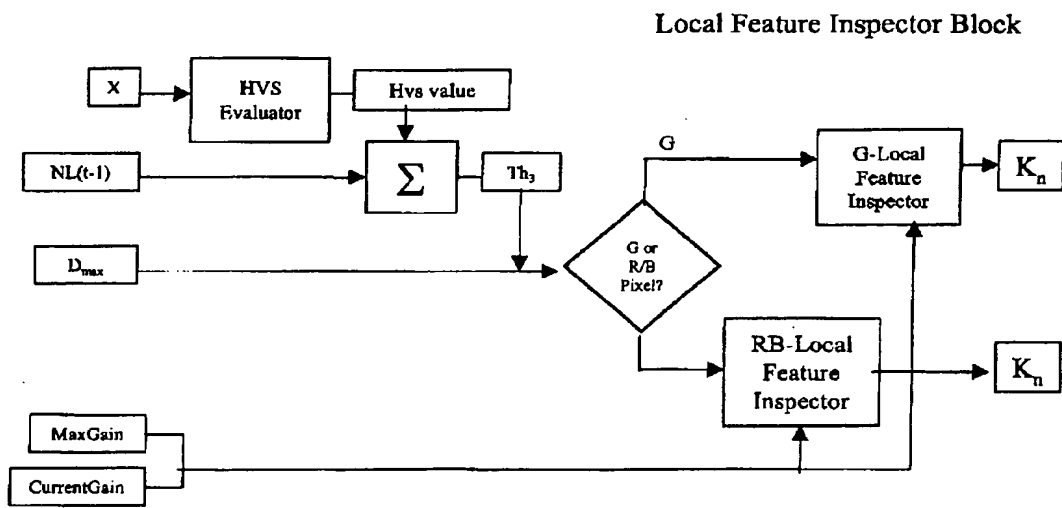 Local Feature Inspector Block
X
HVS
Evaluator
Hvs value
NL(t-1)
Σ
Th₃
G
G-Local
Feature
Inspector
Kₙ
D_max
G or
R/B
Pixel?
RB-Local
Feature
Inspector
Kₙ
MaxGain
CurrentGain